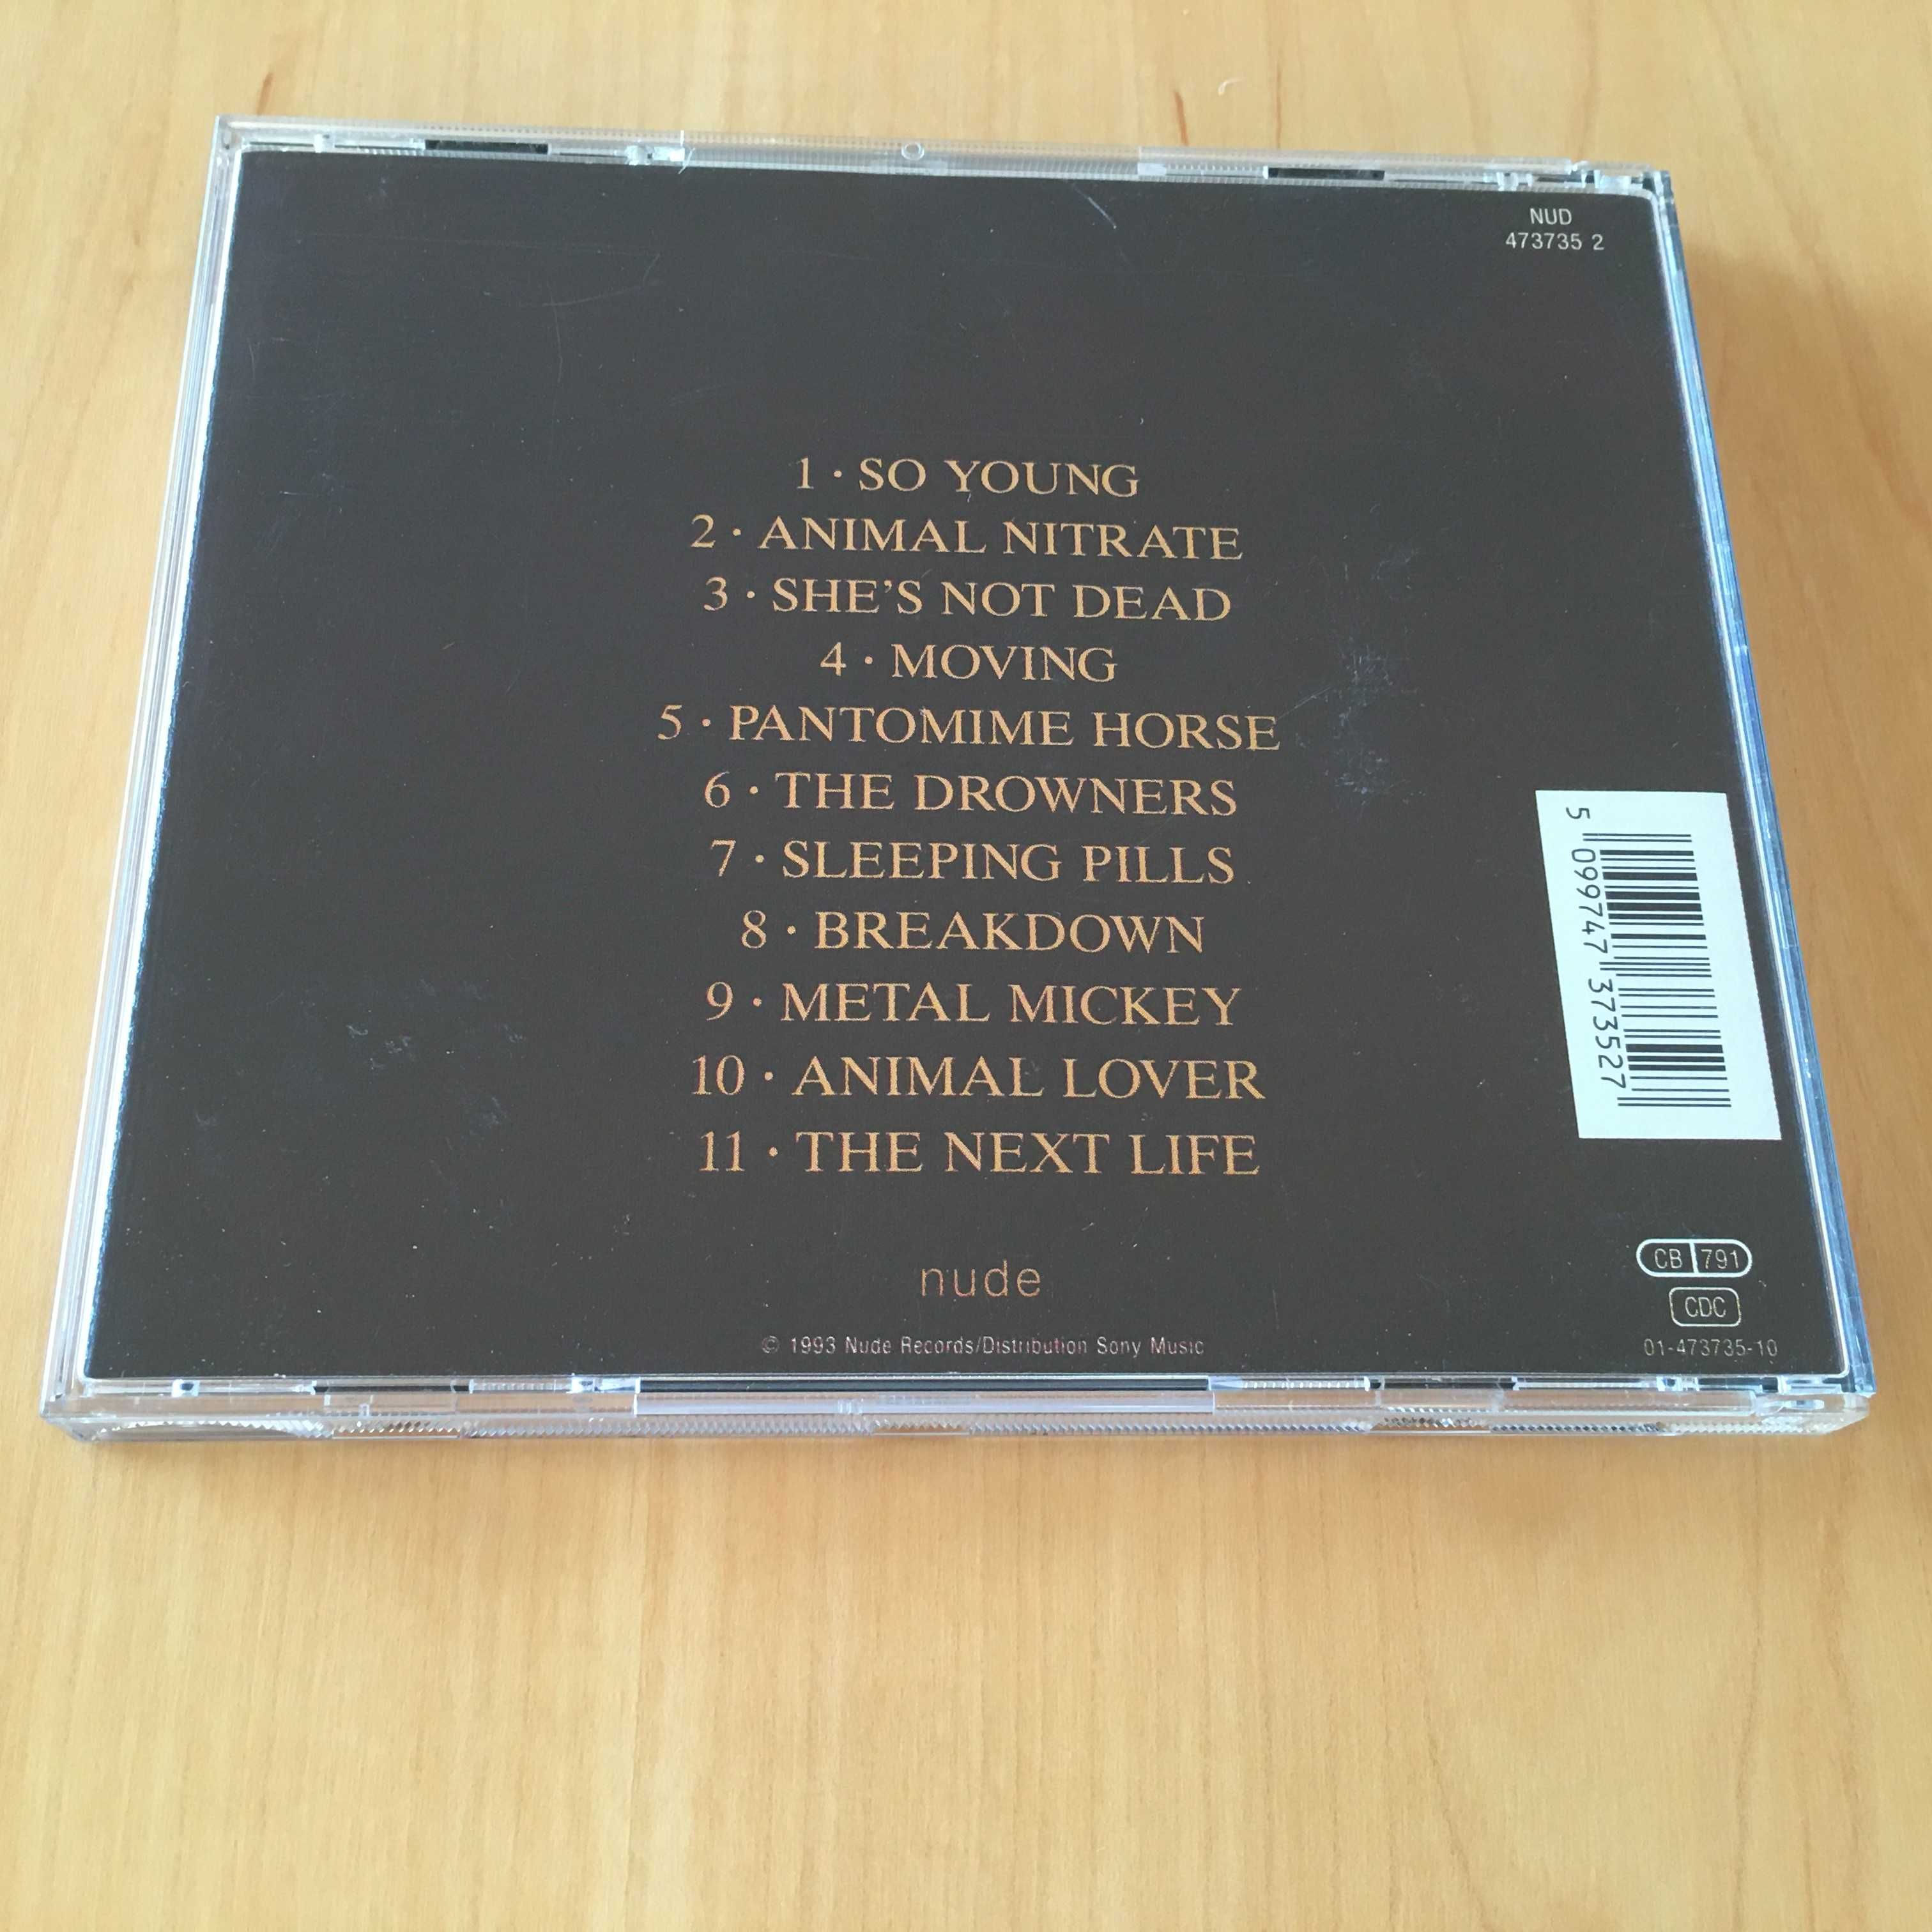 NUD
473735 2
1 · SO YOUNG
2 · ANIMAL NITRATE
3 · SHE'S NOT DEAD
4 · MOVING
5 · PANTOMIME HORSE
6 · THE DROWNERS
7 · SLEEPING PILLS
8 · BREAKDOWN
9 · METAL MICKEY
10 · ANIMAL LOVER
11 · THE NEXT LIFE
5 099747 373527
nude
© 1993 Nude Records/Distribution Sony Music
CB 791
CDC
01-473735-10